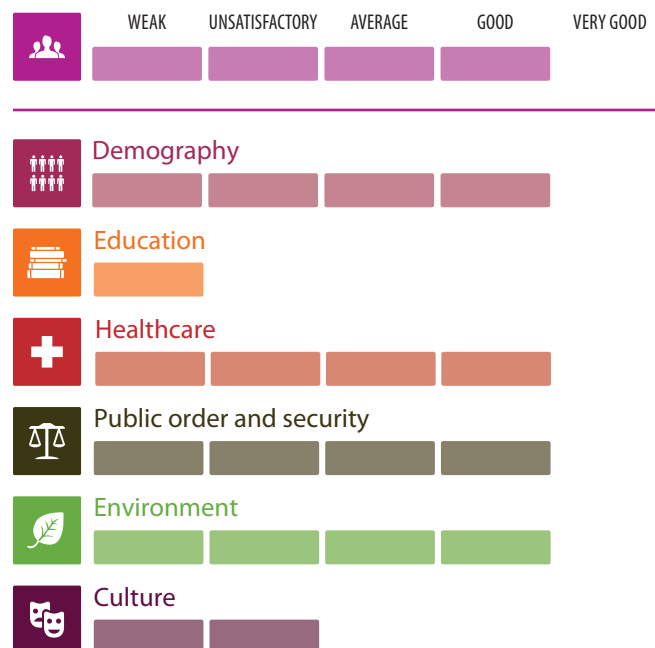 WEAK UNSATISFACTORY AVERAGE GOOD VERY GOOD
Demography
Education
Healthcare
Public order and security
Environment
Culture